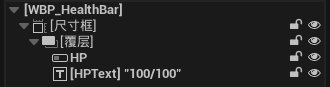 [WBP_HealthBar]
[尺寸框]
[覆层]
HP
T [HPText] "100/100"